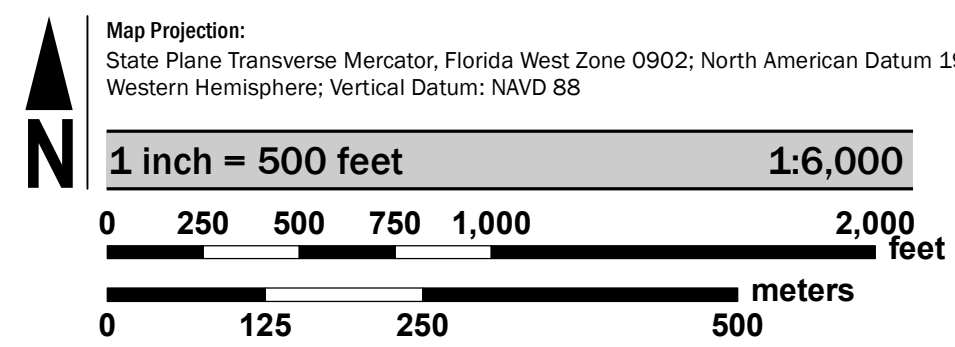 Map Projection:
State Plane Transverse Mercator, Florida West Zone 0902; North American Datum
Western Hemisphere; Vertical Datum: NAVD 88
N
1 inch = 500 feet 1:6,000
0 250 500 750 1,000 2,000
feet
meters
0 125 250 500